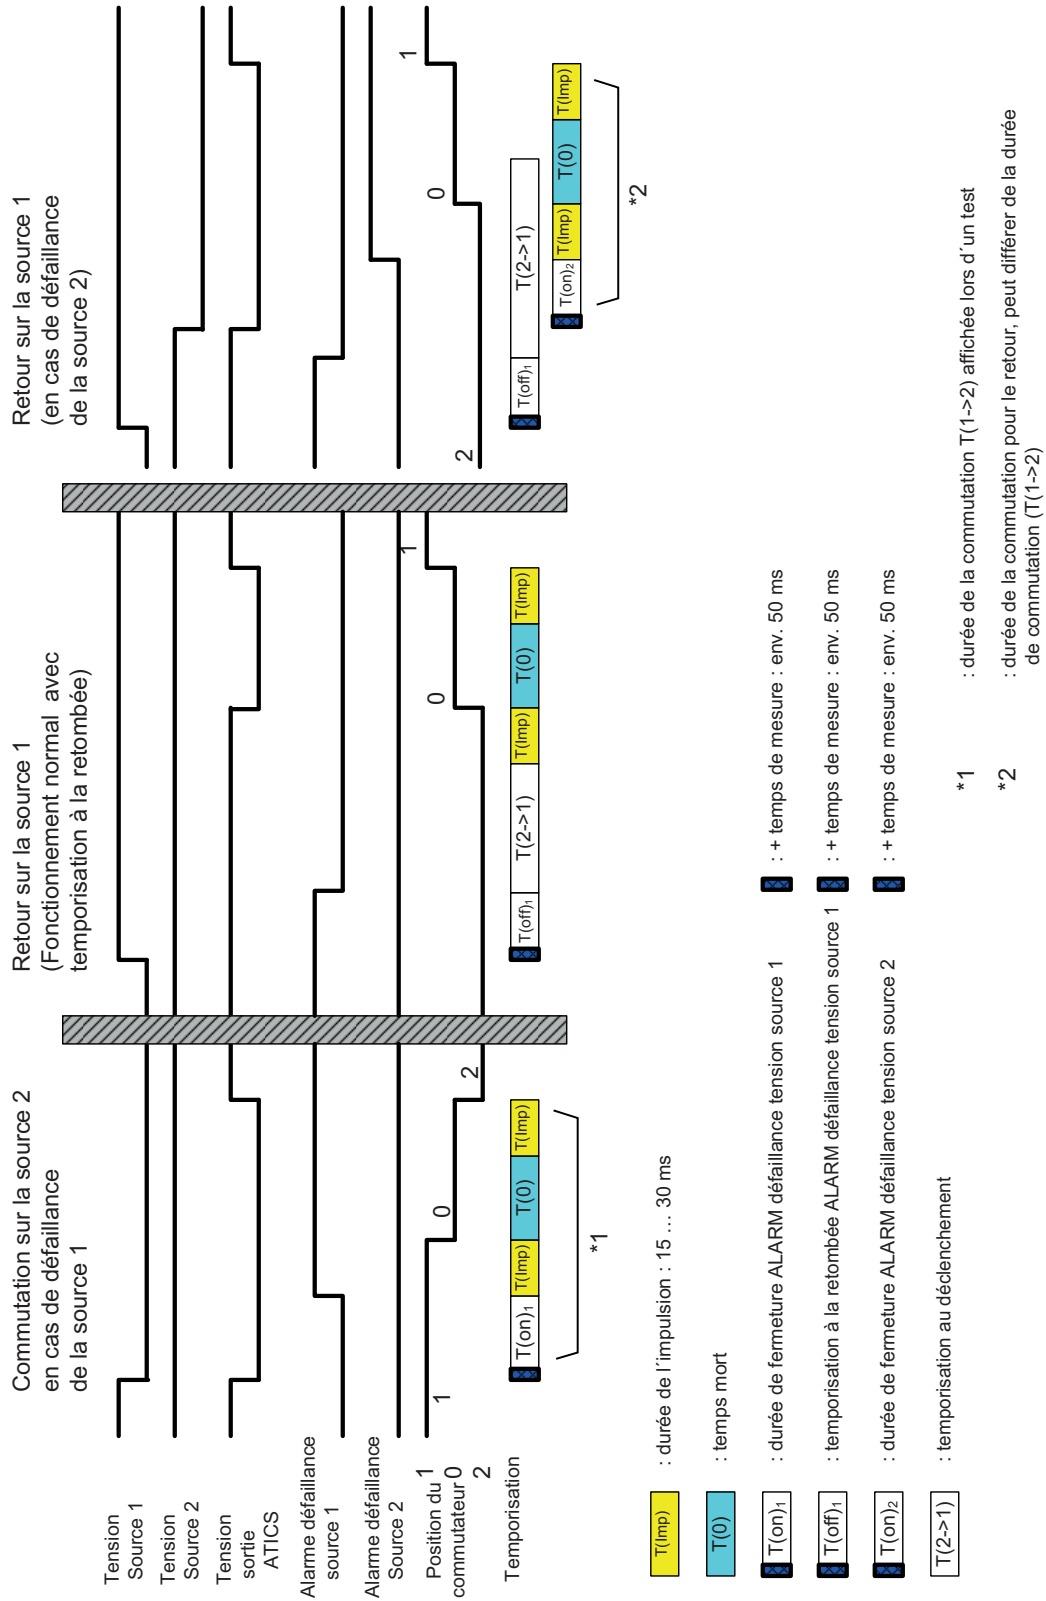 Commutation sur la source 2
en cas de défaillance
de la source 1
Retour sur la source 1
(Fonctionnement normal avec
temporisation à la retombée)
Retour sur la source 1
(en cas de défaillance
de la source 2)
Tension
Source 1
Tension
Source 2
Tension
sortie
ATICS
Alarme défaillance
source 1
Alarme défaillance
Source 2
Position du 1
commutateur 0
2
1
0
2
0
1
2
0
1
Temporisation
T(on)1 T(Imp) T(0) T(Imp)
*1
T(off)1 T(2->1) T(Imp) T(0) T(Imp)
T(off)1 T(2->1)
T(on)2 T(Imp) T(0) T(Imp)
*2
T(Imp) : durée de l´impulsion : 15 … 30 ms
T(0) : temps mort
T(on)1 : durée de fermeture ALARM défaillance tension source 1 : + temps de mesure : env. 50 ms
T(off)1 : temporisation à la retombée ALARM défaillance tension source 1 : + temps de mesure : env. 50 ms
T(on)2 : durée de fermeture ALARM défaillance tension source 2 : + temps de mesure : env. 50 ms
T(2->1) : temporisation au déclenchement
*1 : durée de la commutation T(1->2) affichée lors d´un test
*2 : durée de la commutation pour le retour, peut différer de la durée
de commutation (T(1->2)